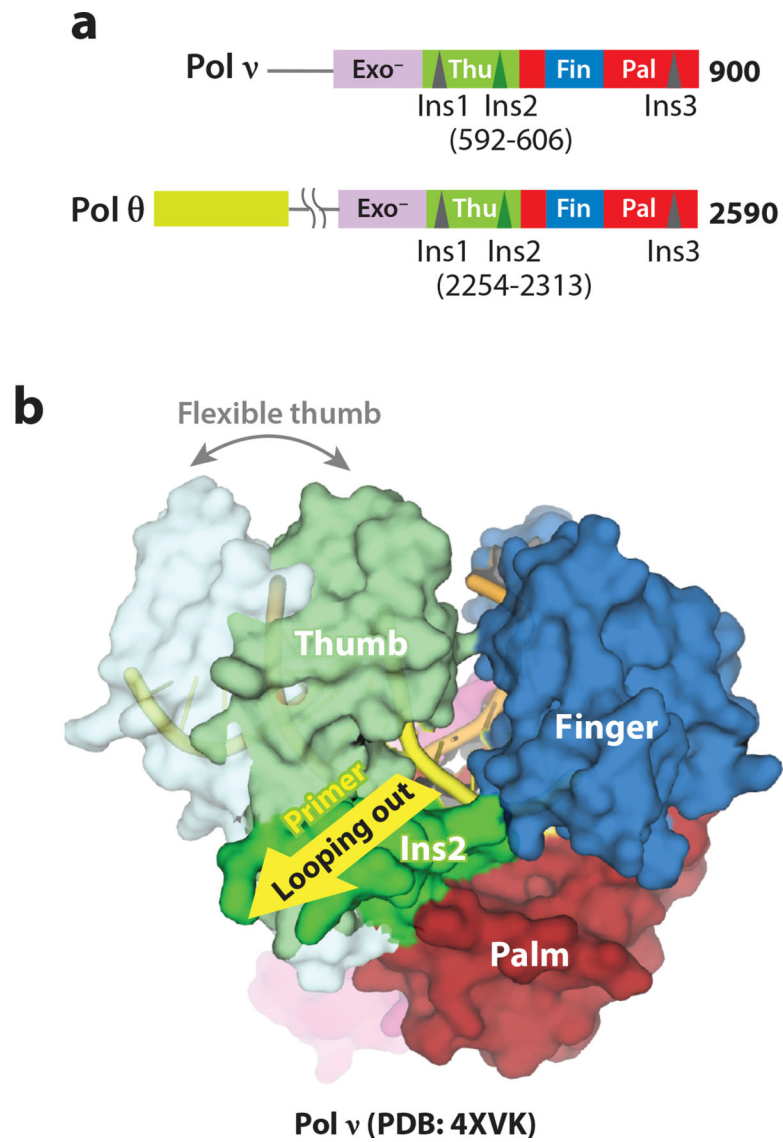 a
Pol ν Exo⁻ Thu Fin Pal 900
Ins1 Ins2 Ins3
(592-606)
Pol θ Exo⁻ Thu Fin Pal 2590
Ins1 Ins2 Ins3
(2254-2313)
b
Flexible thumb
Thumb
Finger
Primer
Looping out
Ins2
Palm
Pol ν (PDB: 4XVK)